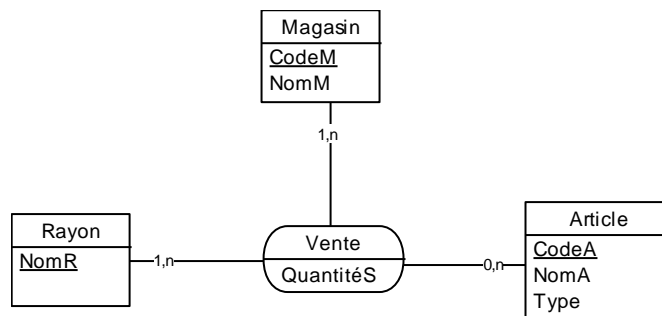 Magasin
CodeM
NomM
1,n
Rayon
NomR
1,n
Vente
QuantitéS
0,n
Article
CodeA
NomA
Type